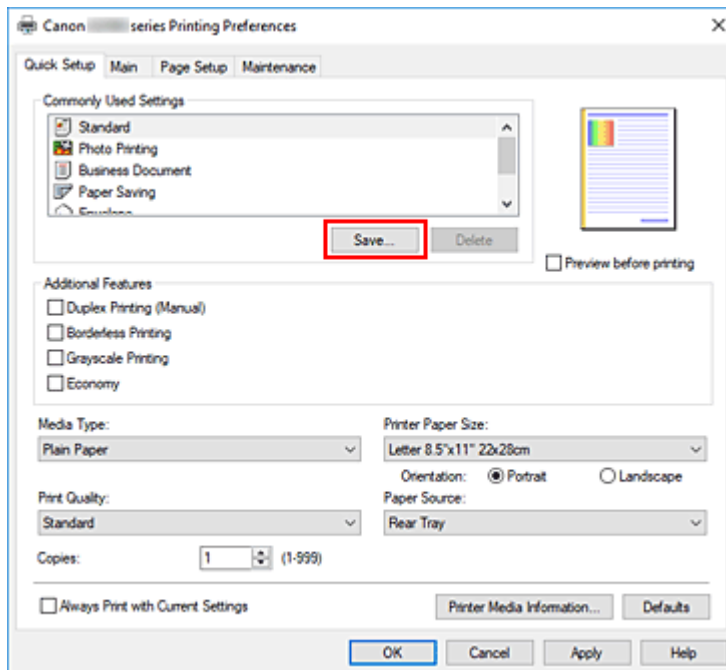 Canon series Printing Preferences
Quick Setup Main Page Setup Maintenance
Commonly Used Settings
Standard
Photo Printing
Business Document
Paper Saving
Envelope
Save... Delete
Preview before printing
Additional Features
Duplex Printing (Manual)
Borderless Printing
Grayscale Printing
Economy
Media Type: Printer Paper Size:
Plain Paper Letter 8.5"x11" 22x28cm
Orientation: Portrait Landscape
Print Quality: Paper Source:
Standard Rear Tray
Copies: 1 (1-999)
Always Print with Current Settings Printer Media Information... Defaults
OK Cancel Apply Help